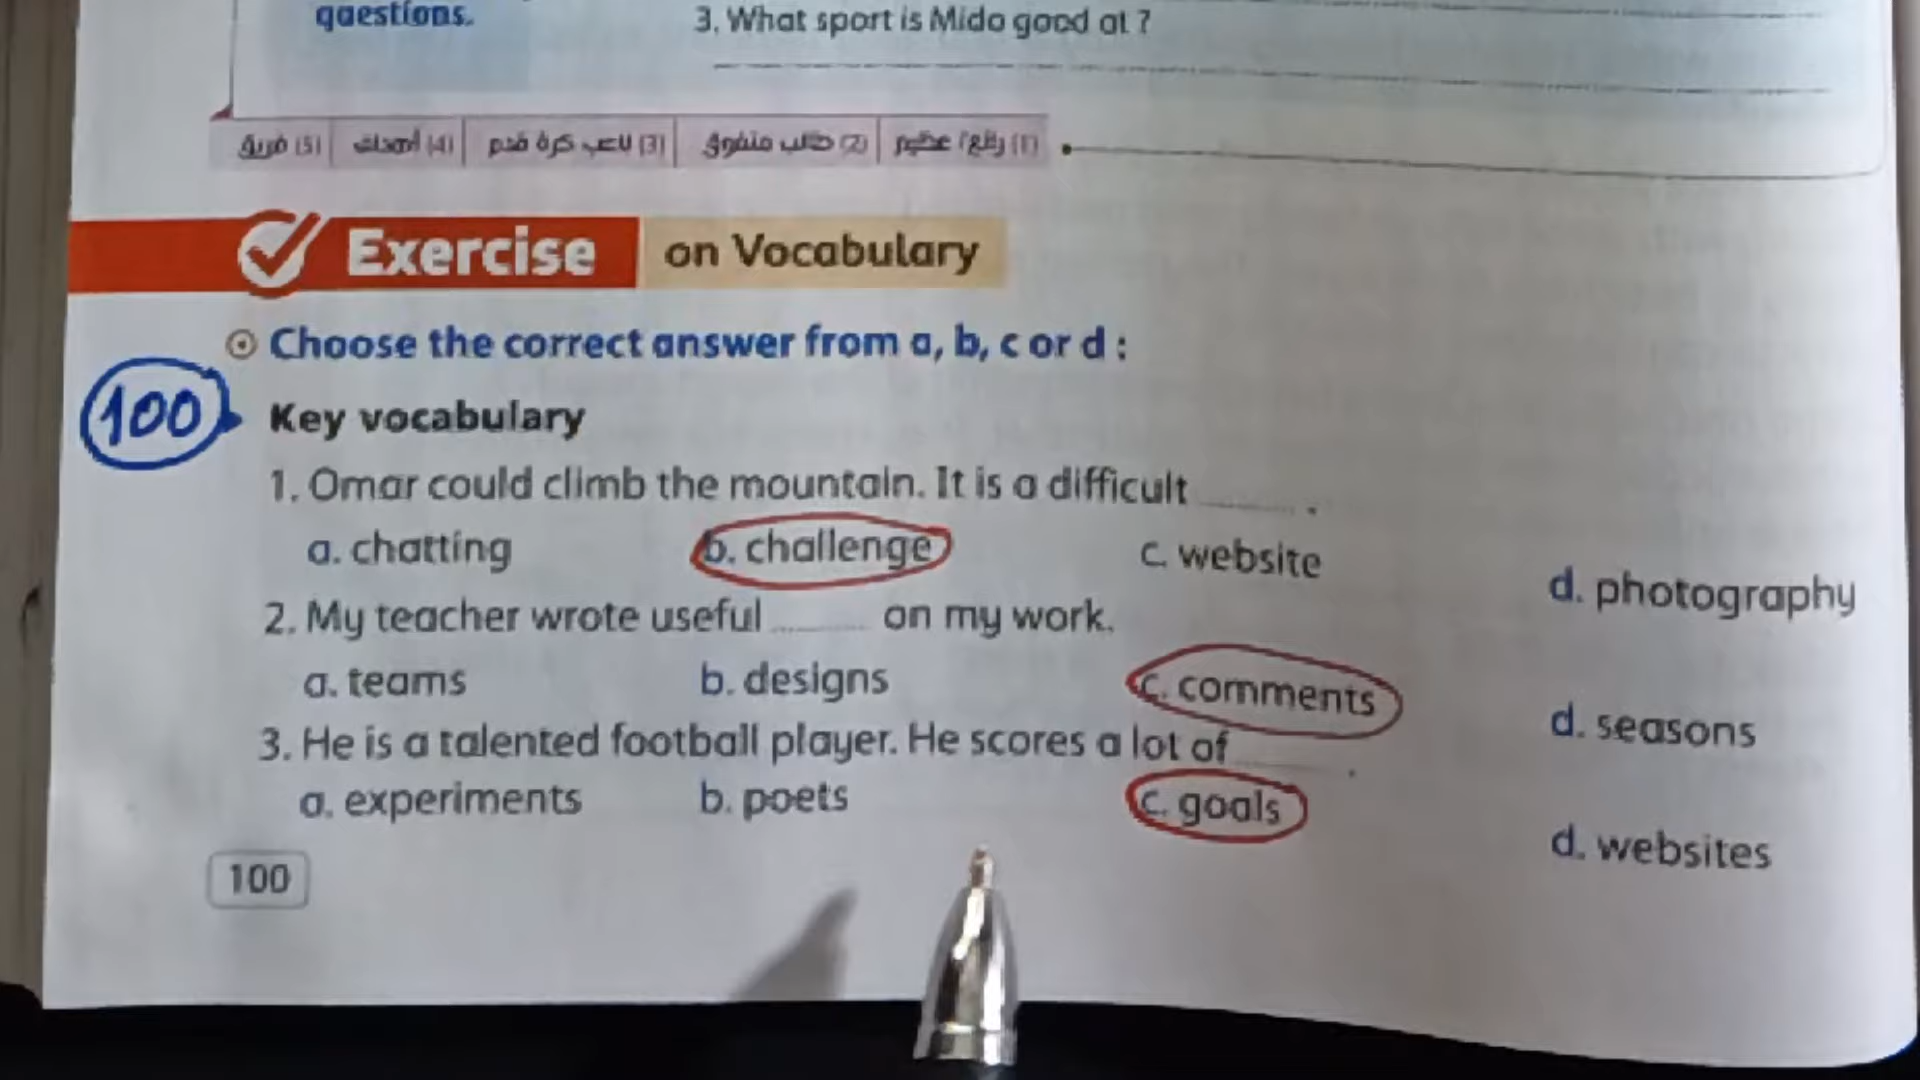 questions.
3. What sport is Mido good at ?
(1) رائع / عظيم (2) طالب متفوق (3) لاعب كرة قدم (4) أهداف (5) فريق
Exercise on Vocabulary
Choose the correct answer from a, b, c or d :
100
Key vocabulary
1. Omar could climb the mountain. It is a difficult ........ .
a. chatting b. challenge c. website d. photography
2. My teacher wrote useful ........ on my work.
a. teams b. designs c. comments d. seasons
3. He is a talented football player. He scores a lot of ........ .
a. experiments b. poets c. goals d. websites
100